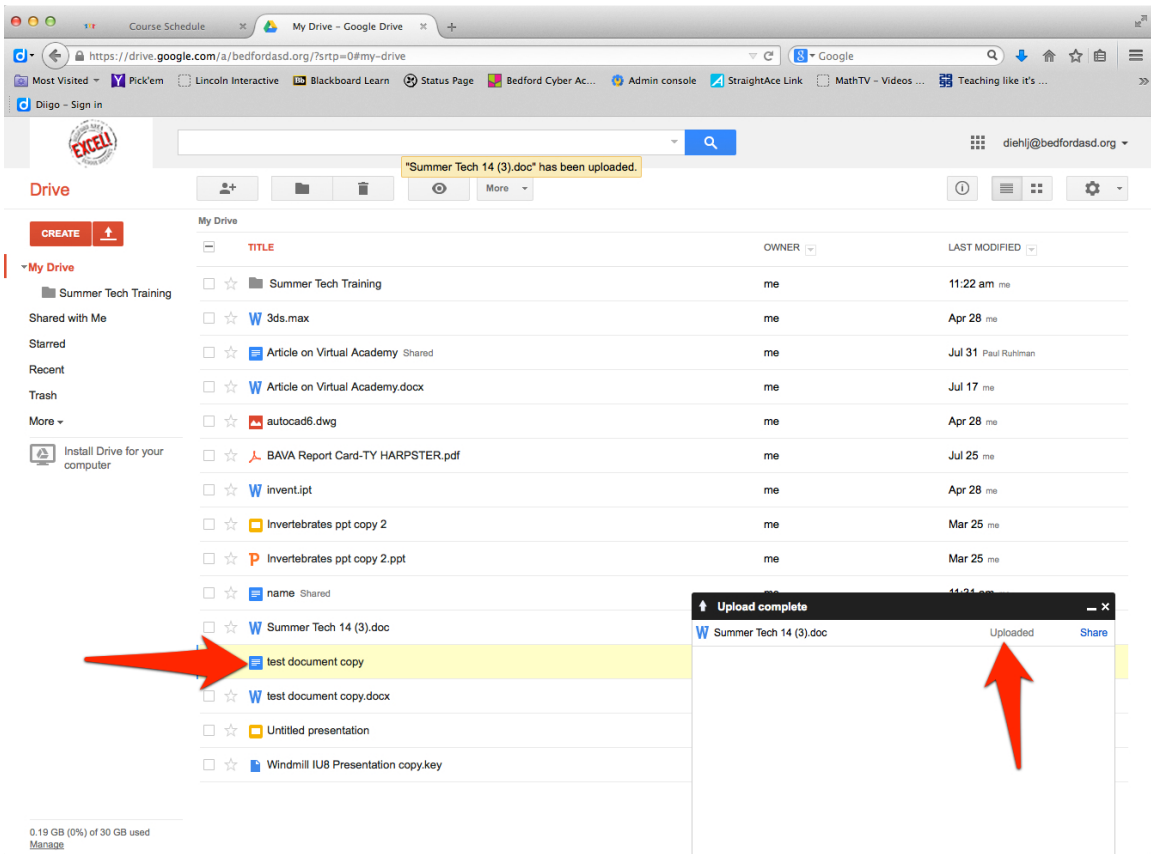 Course Schedule × My Drive – Google Drive × +
https://drive.google.com/a/bedfordasd.org/?srtp=0#my-drive Google
Most Visited Pick'em Lincoln Interactive Blackboard Learn Status Page Bedford Cyber Ac... Admin console StraightAce Link MathTV – Videos ... Teaching like it's ... »
Diigo – Sign in
EXCEL!
diehlj@bedfordasd.org
"Summer Tech 14 (3).doc" has been uploaded.
Drive More
My Drive
CREATE
TITLE OWNER LAST MODIFIED
My Drive
Summer Tech Training
Shared with Me
Starred
Recent
Trash
More
Install Drive for your
computer
Summer Tech Training me 11:22 am me
3ds.max me Apr 28 me
Article on Virtual Academy Shared me Jul 31 Paul Ruhlman
Article on Virtual Academy.docx me Jul 17 me
autocad6.dwg me Apr 28 me
BAVA Report Card-TY HARPSTER.pdf me Jul 25 me
invent.ipt me Apr 28 me
Invertebrates ppt copy 2 me Mar 25 me
Invertebrates ppt copy 2.ppt me Mar 25 me
name Shared me 11:31 am
Summer Tech 14 (3).doc
test document copy
test document copy.docx
Untitled presentation
Windmill IU8 Presentation copy.key
Upload complete
Summer Tech 14 (3).doc Uploaded Share
0.19 GB (0%) of 30 GB used
Manage